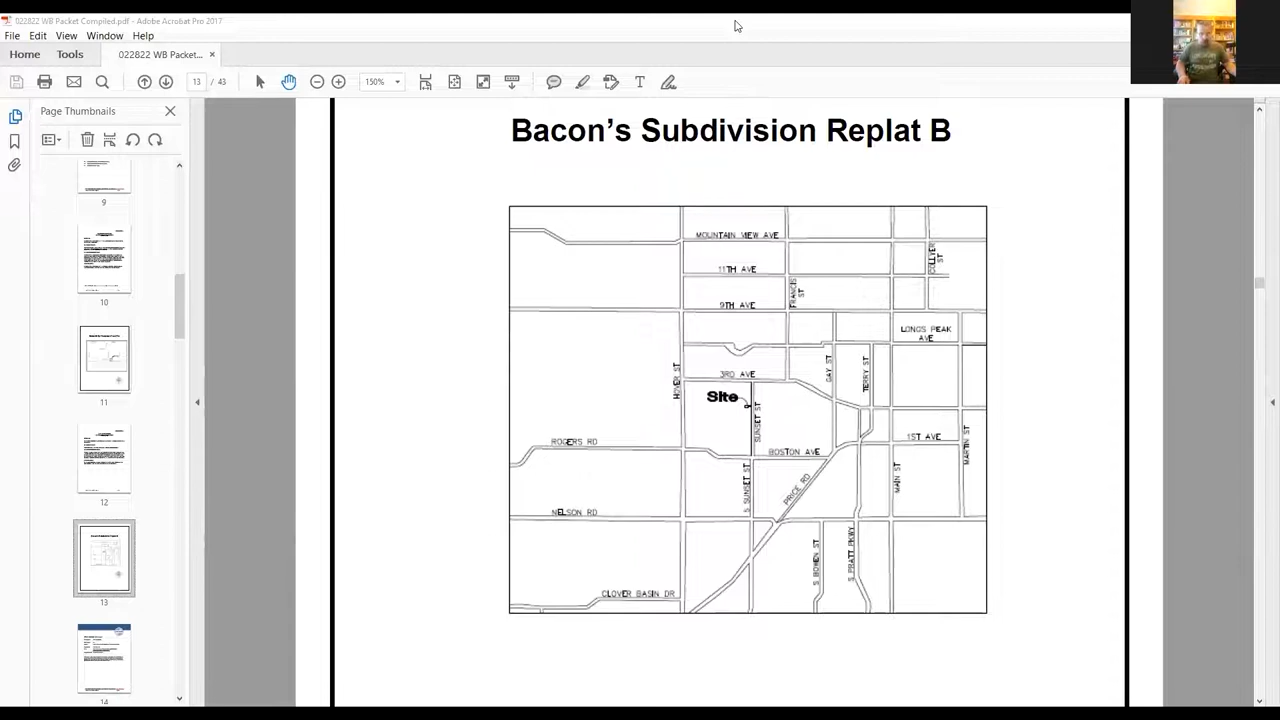 022822 WB Packet Compiled.pdf - Adobe Acrobat Pro 2017
File Edit View Window Help
Home Tools 022822 WB Packet... ×
13 / 43 150%
Page Thumbnails
9
10
11
12
13
14
Bacon's Subdivision Replat B
MOUNTAIN VIEW AVE
COLLYER ST
11TH AVE
FRANCIS ST
9TH AVE
LONGS PEAK AVE
3RD AVE
GAY ST
TERRY ST
HOVER ST
Site
SUNSET ST
ROGERS RD
1ST AVE
MARTIN ST
BOSTON AVE
MAIN ST
S SUNSET ST
PRICE RD
NELSON RD
S BOWEN ST
S PRATT PKWY
CLOVER BASIN DR